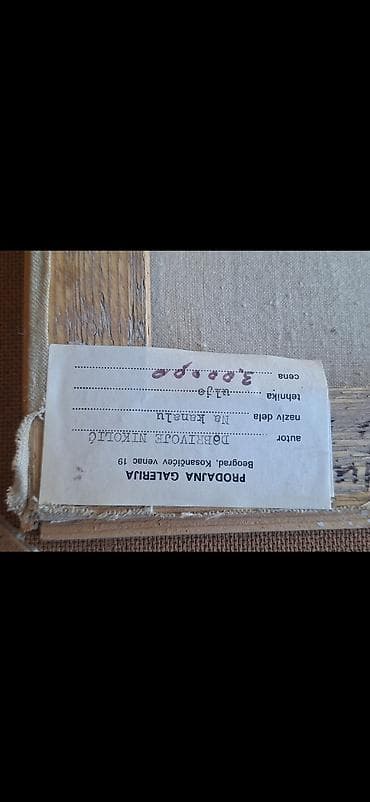 PRODAJNA GALERIJA
Beograd, Kosančićev venac 19
autor DOBRIVOJE NIKOLIĆ
naziv dela Na kanalu
tehnika ulje
cena